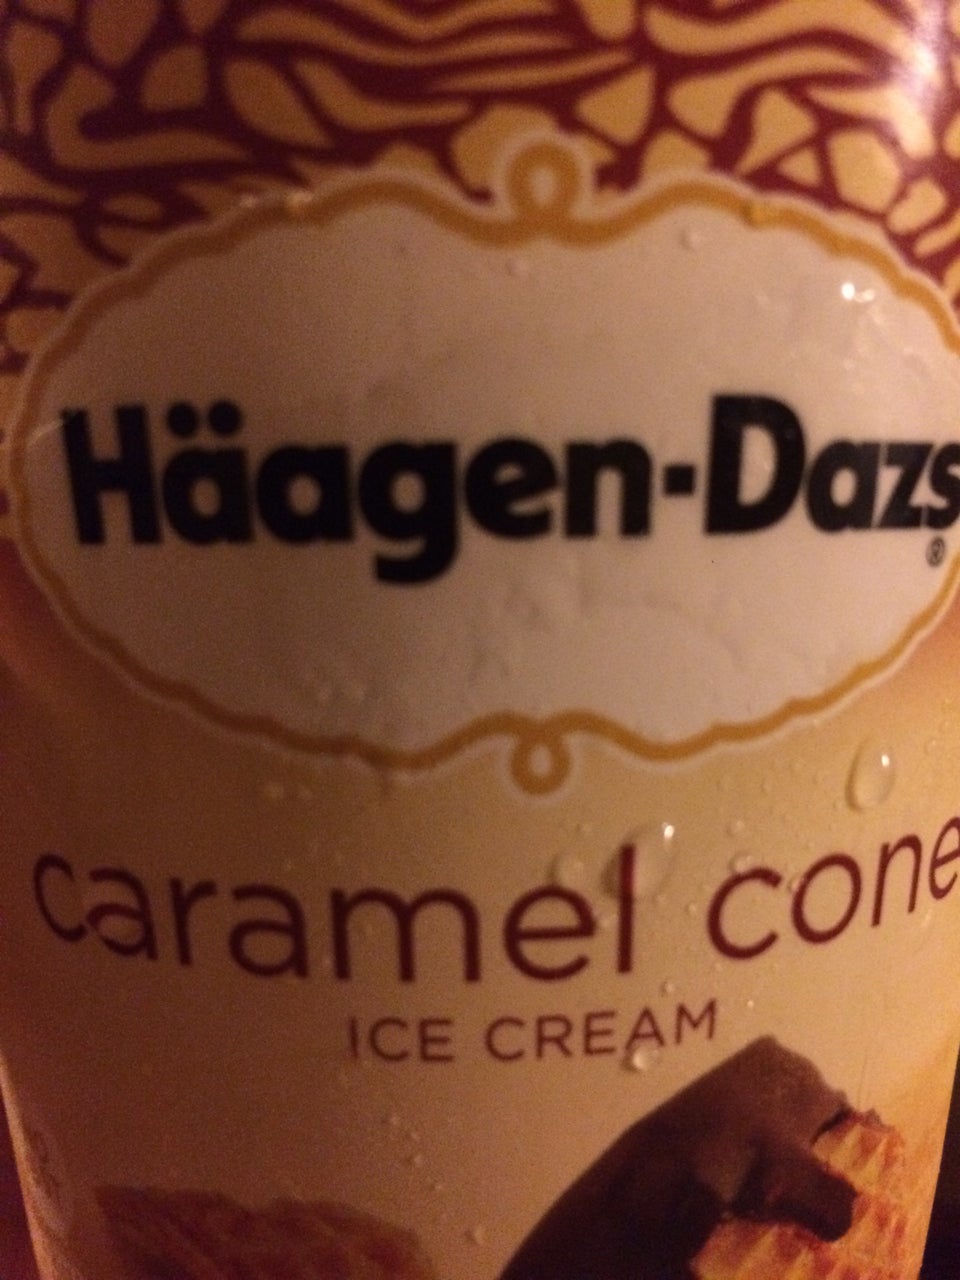 Häagen-Dazs
®
caramel cone
ICE CREAM